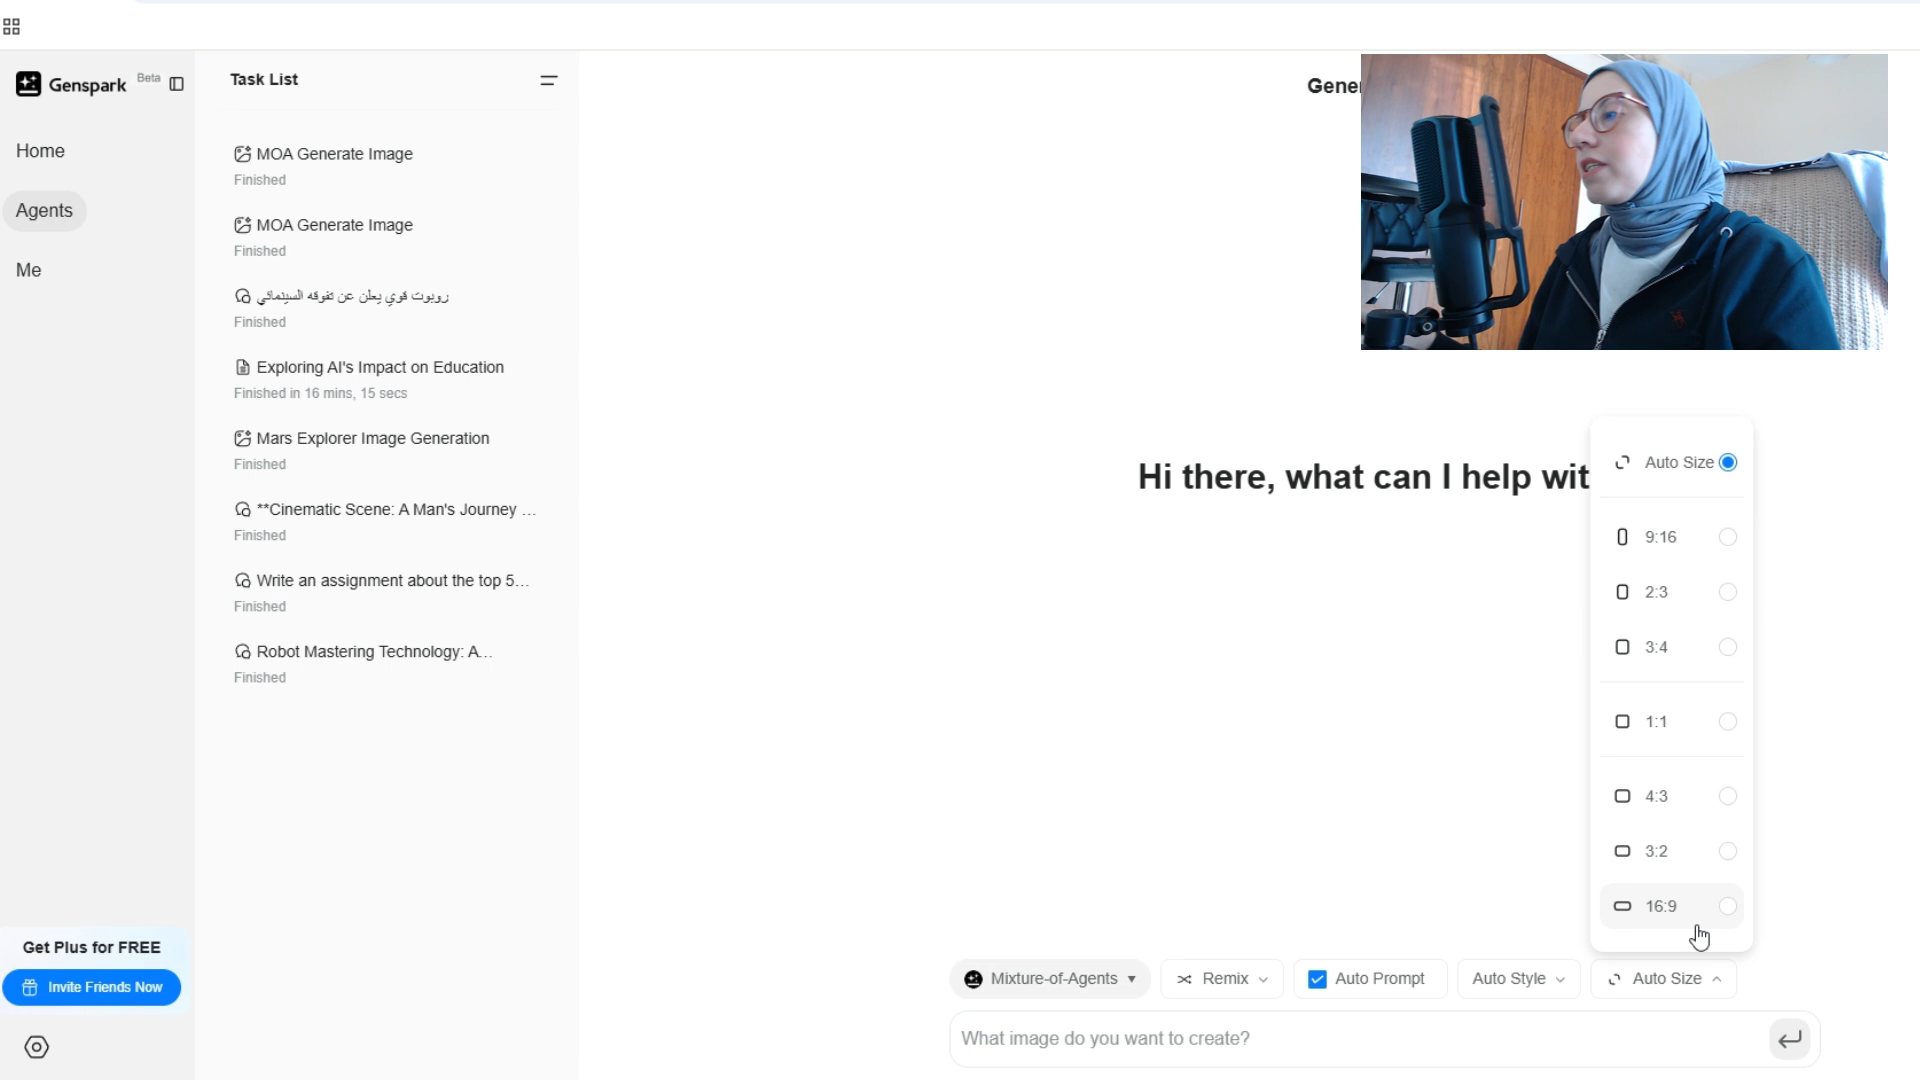 Genspark Beta
Home
Agents
Me
Get Plus for FREE
Invite Friends Now
Task List
MOA Generate Image
Finished
MOA Generate Image
Finished
روبوت قوي يعلن عن تفوقه السينمائي
Finished
Exploring AI's Impact on Education
Finished in 16 mins, 15 secs
Mars Explorer Image Generation
Finished
**Cinematic Scene: A Man's Journey ...
Finished
Write an assignment about the top 5...
Finished
Robot Mastering Technology: A...
Finished
Gene
Hi there, what can I help wit
Auto Size
9:16
2:3
3:4
1:1
4:3
3:2
16:9
Mixture-of-Agents
Remix
Auto Prompt
Auto Style
Auto Size
What image do you want to create?